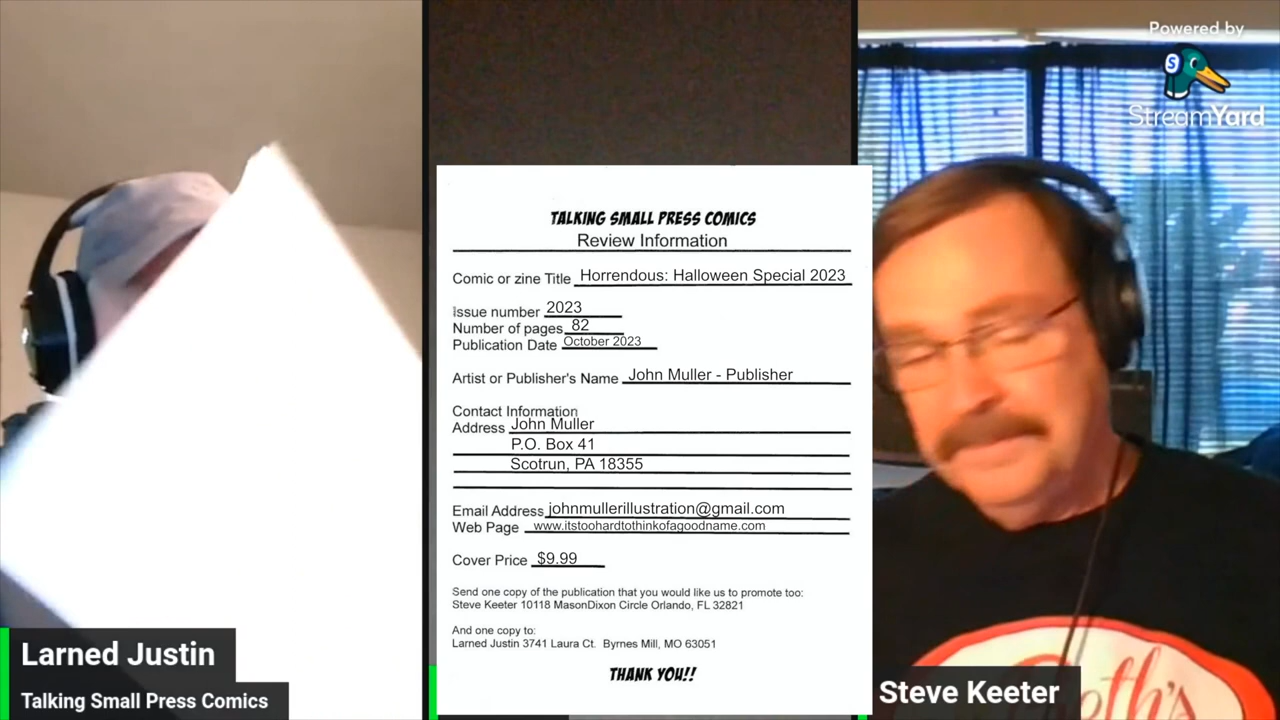 Powered by
StreamYard
TALKING SMALL PRESS COMICS
Review Information
Comic or zine Title Horrendous: Halloween Special 2023
Issue number 2023
Number of pages 82
Publication Date October 2023
Artist or Publisher's Name John Muller - Publisher
Contact Information
Address John Muller
P.O. Box 41
Scotrun, PA 18355
Email Address johnmullerillustration@gmail.com
Web Page www.itstoohardtothinkofagoodname.com
Cover Price $9.99
Send one copy of the publication that you would like us to promote too:
Steve Keeter 10118 MasonDixon Circle Orlando, FL 32821
And one copy to:
Larned Justin 3741 Laura Ct. Byrnes Mill, MO 63051
THANK YOU!!
Larned Justin
Talking Small Press Comics
Steve Keeter